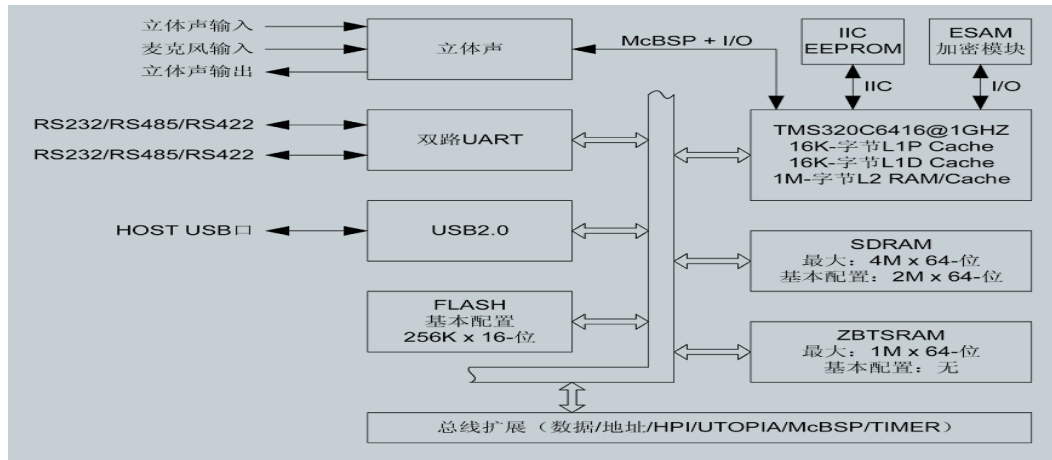 立体声输入
麦克风输入
立体声输出
立体声
McBSP + I/O
IIC
EEPROM
ESAM
加密模块
IIC
I/O
RS232/RS485/RS422
RS232/RS485/RS422
双路UART
TMS320C6416@1GHZ
16K-字节L1P Cache
16K-字节L1D Cache
1M-字节L2 RAM/Cache
HOST USB口
USB2.0
SDRAM
最大：4M x 64-位
基本配置：2M x 64-位
FLASH
基本配置
256K x 16-位
ZBTSRAM
最大：1M x 64-位
基本配置：无
总线扩展（数据/地址/HPI/UTOPIA/McBSP/TIMER）